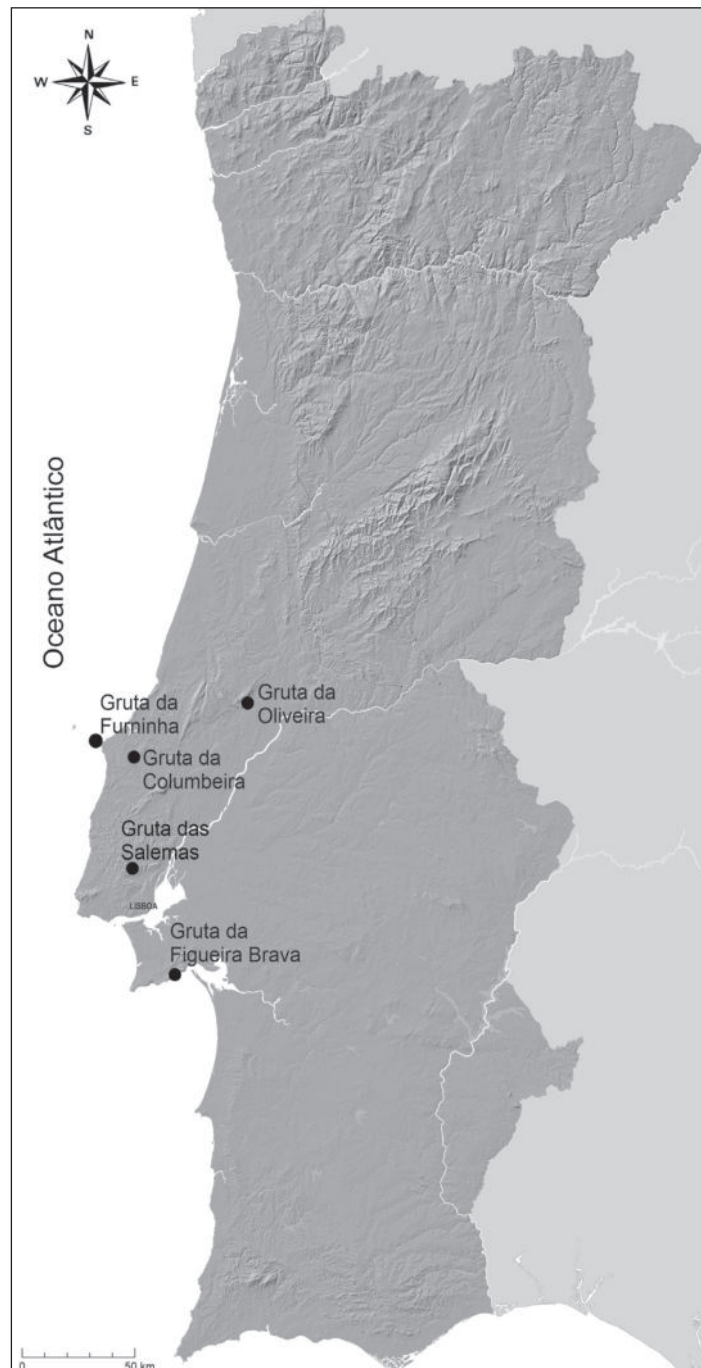 N
W E
S
Oceano Atlântico
Gruta da
Oliveira
Gruta da
Furninha
Gruta da
Columbeira
Gruta das
Salemas
LISBOA
Gruta da
Figueira Brava
0 50 km